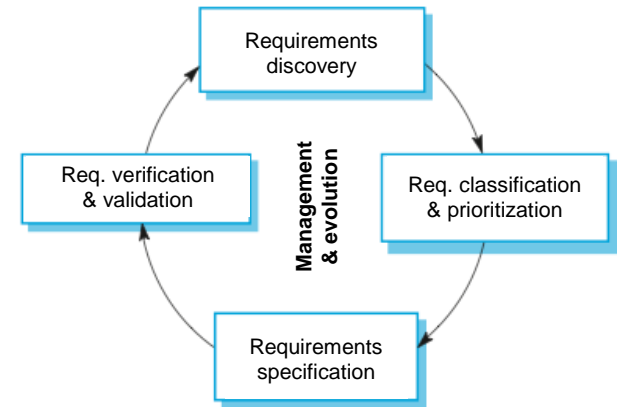 Requirements
discovery
Req. classification
& prioritization
Requirements
specification
Req. verification
& validation
Management
& evolution